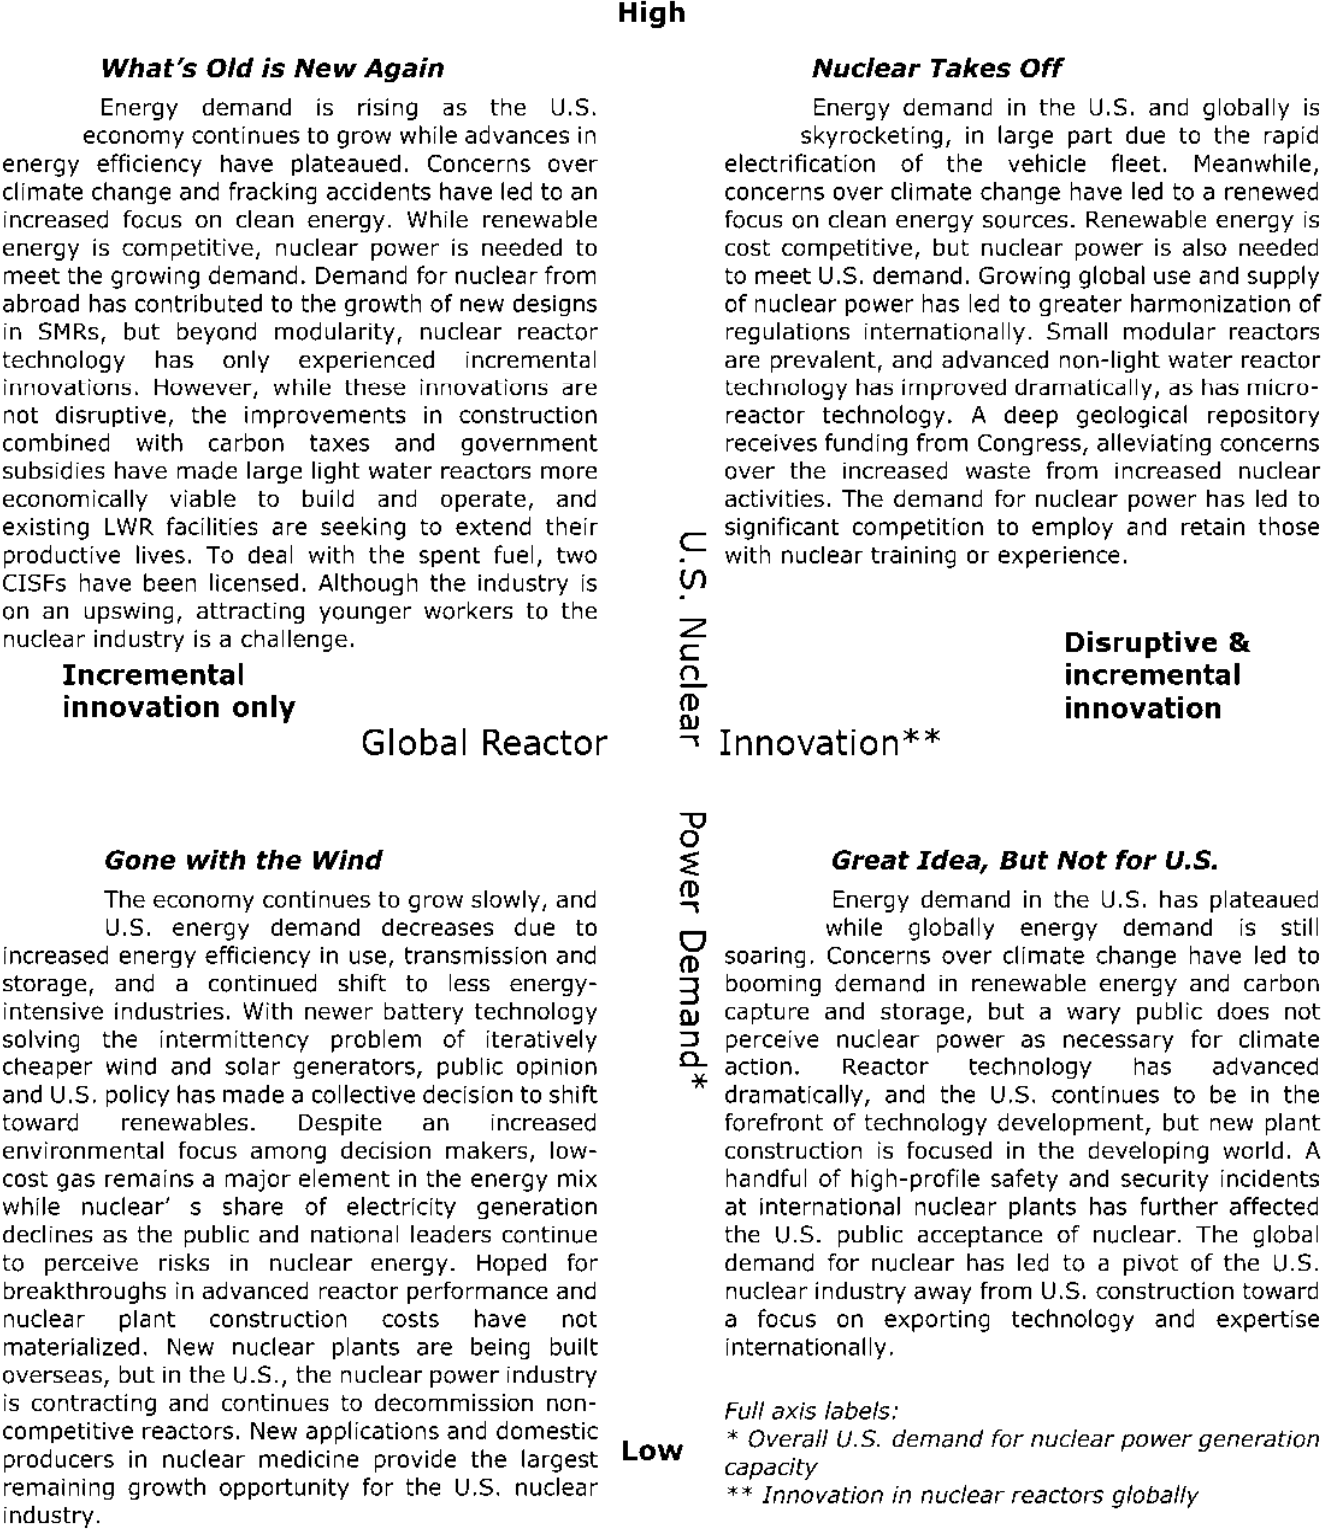 High
What's Old is New Again
Energy demand is rising as the U.S.
economy continues to grow while advances in
energy efficiency have plateaued. Concerns over
climate change and fracking accidents have led to an
increased focus on clean energy. While renewable
energy is competitive, nuclear power is needed to
meet the growing demand. Demand for nuclear from
abroad has contributed to the growth of new designs
in SMRs, but beyond modularity, nuclear reactor
technology has only experienced incremental
innovations. However, while these innovations are
not disruptive, the improvements in construction
combined with carbon taxes and government
subsidies have made large light water reactors more
economically viable to build and operate, and
existing LWR facilities are seeking to extend their
productive lives. To deal with the spent fuel, two
CISFs have been licensed. Although the industry is
on an upswing, attracting younger workers to the
nuclear industry is a challenge.
Nuclear Takes Off
Energy demand in the U.S. and globally is
skyrocketing, in large part due to the rapid
electrification of the vehicle fleet. Meanwhile,
concerns over climate change have led to a renewed
focus on clean energy sources. Renewable energy is
cost competitive, but nuclear power is also needed
to meet U.S. demand. Growing global use and supply
of nuclear power has led to greater harmonization of
regulations internationally. Small modular reactors
are prevalent, and advanced non-light water reactor
technology has improved dramatically, as has micro-
reactor technology. A deep geological repository
receives funding from Congress, alleviating concerns
over the increased waste from increased nuclear
activities. The demand for nuclear power has led to
significant competition to employ and retain those
with nuclear training or experience.
Incremental
innovation only
Disruptive &
incremental
innovation
Global Reactor Innovation**
U.S. Nuclear Power Demand*
Gone with the Wind
The economy continues to grow slowly, and
U.S. energy demand decreases due to
increased energy efficiency in use, transmission and
storage, and a continued shift to less energy-
intensive industries. With newer battery technology
solving the intermittency problem of iteratively
cheaper wind and solar generators, public opinion
and U.S. policy has made a collective decision to shift
toward renewables. Despite an increased
environmental focus among decision makers, low-
cost gas remains a major element in the energy mix
while nuclear' s share of electricity generation
declines as the public and national leaders continue
to perceive risks in nuclear energy. Hoped for
breakthroughs in advanced reactor performance and
nuclear plant construction costs have not
materialized. New nuclear plants are being built
overseas, but in the U.S., the nuclear power industry
is contracting and continues to decommission non-
competitive reactors. New applications and domestic
producers in nuclear medicine provide the largest
remaining growth opportunity for the U.S. nuclear
industry.
Great Idea, But Not for U.S.
Energy demand in the U.S. has plateaued
while globally energy demand is still
soaring. Concerns over climate change have led to
booming demand in renewable energy and carbon
capture and storage, but a wary public does not
perceive nuclear power as necessary for climate
action. Reactor technology has advanced
dramatically, and the U.S. continues to be in the
forefront of technology development, but new plant
construction is focused in the developing world. A
handful of high-profile safety and security incidents
at international nuclear plants has further affected
the U.S. public acceptance of nuclear. The global
demand for nuclear has led to a pivot of the U.S.
nuclear industry away from U.S. construction toward
a focus on exporting technology and expertise
internationally.
Low
Full axis labels:
* Overall U.S. demand for nuclear power generation
capacity
** Innovation in nuclear reactors globally